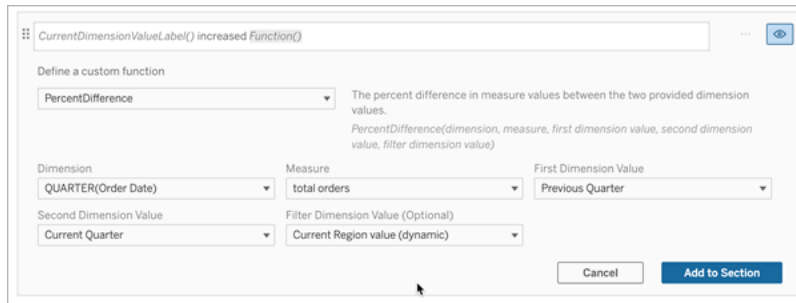 CurrentDimensionValueLabel() increased Function()
...
Define a custom function
PercentDifference
The percent difference in measure values between the two provided dimension
values.
PercentDifference(dimension, measure, first dimension value, second dimension
value, filter dimension value)
Dimension
Measure
First Dimension Value
QUARTER(Order Date)
total orders
Previous Quarter
Second Dimension Value
Filter Dimension Value (Optional)
Current Quarter
Current Region value (dynamic)
Cancel
Add to Section